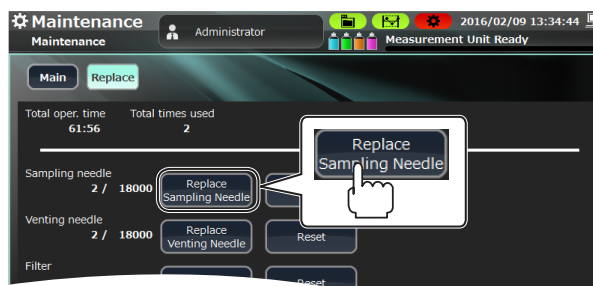 Maintenance
Administrator
2016/02/09 13:34:44
Maintenance
Measurement Unit Ready
Main
Replace
Total oper. time
Total times used
61:56
2
Replace
Sampling Needle
Sampling needle
2 / 18000
Replace
Sampling Needle
Venting needle
2 / 18000
Replace
Venting Needle
Reset
Filter
Reset